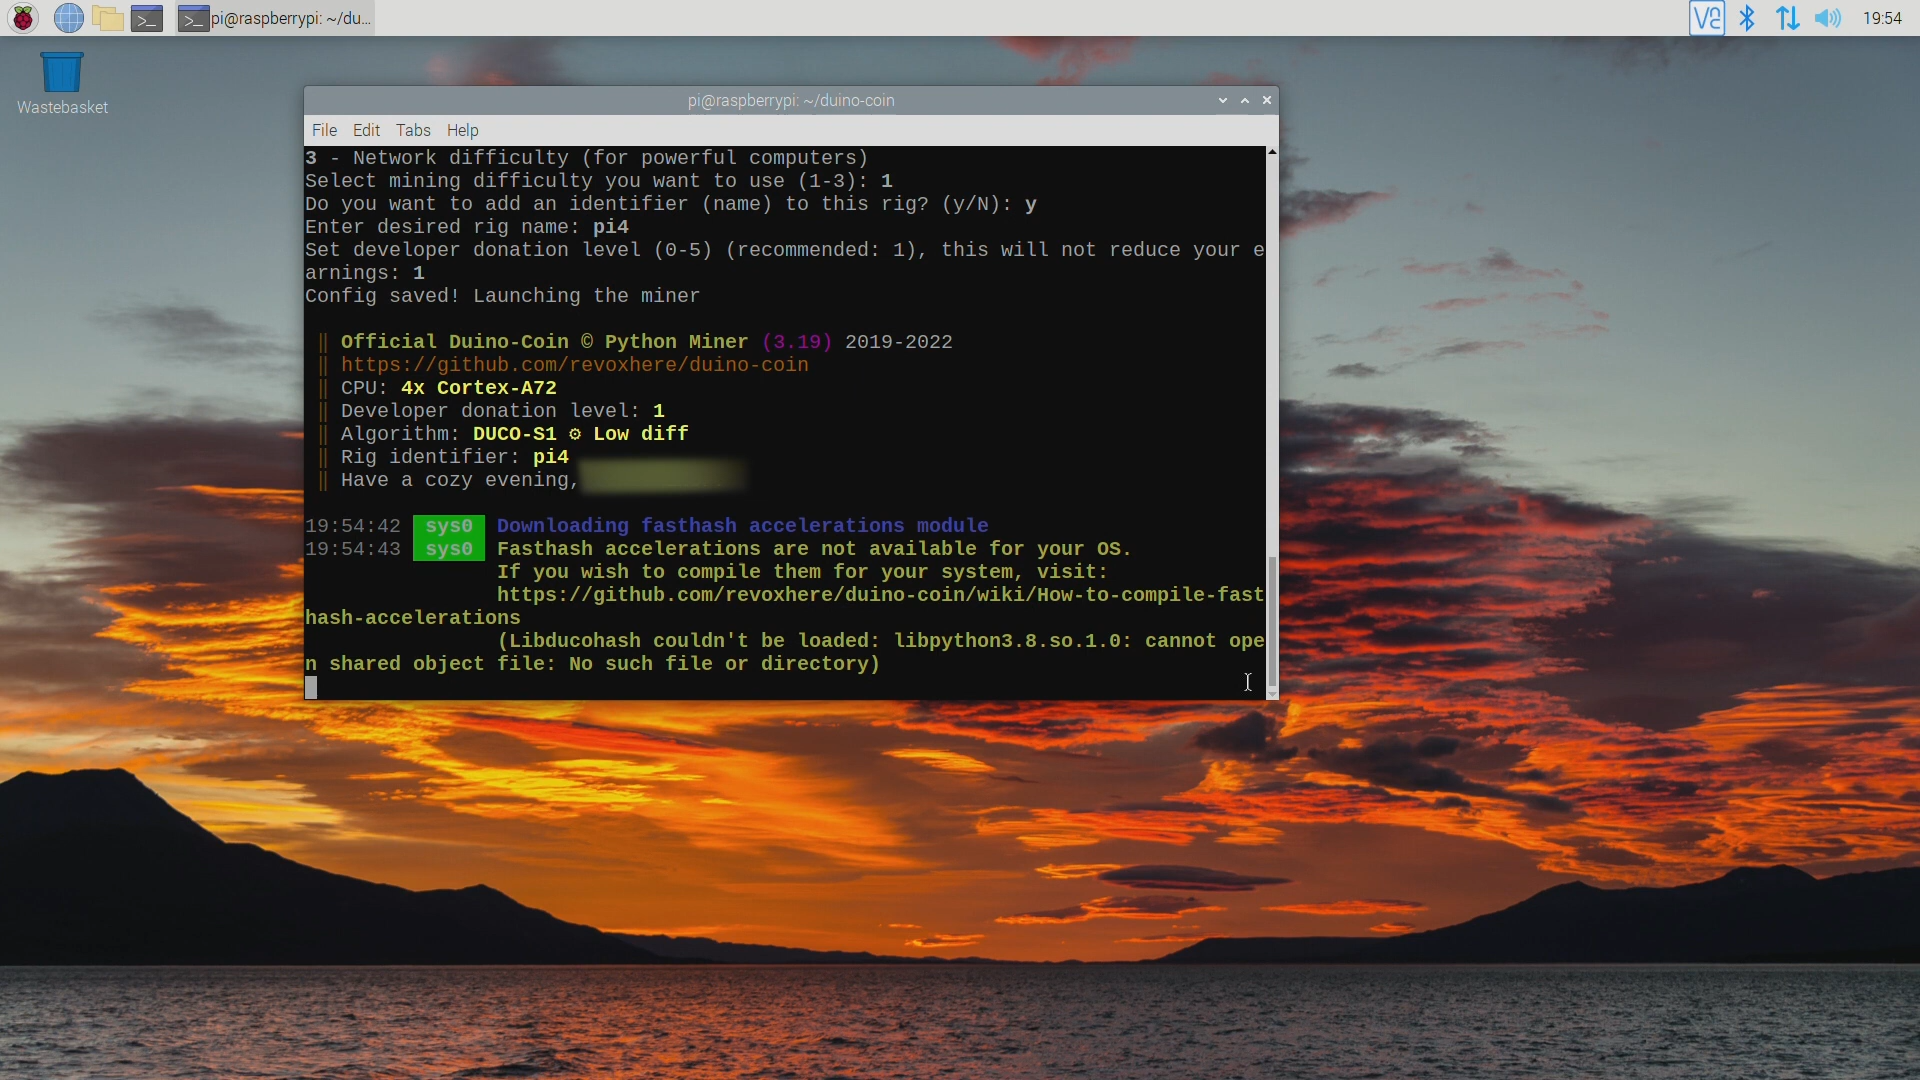 pi@raspberrypi: ~/du...
19:54
Wastebasket
pi@raspberrypi: ~/duino-coin
File Edit Tabs Help
3 - Network difficulty (for powerful computers)
Select mining difficulty you want to use (1-3): 1
Do you want to add an identifier (name) to this rig? (y/N): y
Enter desired rig name: pi4
Set developer donation level (0-5) (recommended: 1), this will not reduce your e
arnings: 1
Config saved! Launching the miner
‖ Official Duino-Coin © Python Miner (3.19) 2019-2022
‖ https://github.com/revoxhere/duino-coin
‖ CPU: 4x Cortex-A72
‖ Developer donation level: 1
‖ Algorithm: DUCO-S1 ⚙ Low diff
‖ Rig identifier: pi4
‖ Have a cozy evening,
19:54:42 sys0 Downloading fasthash accelerations module
19:54:43 sys0 Fasthash accelerations are not available for your OS.
If you wish to compile them for your system, visit:
https://github.com/revoxhere/duino-coin/wiki/How-to-compile-fast
hash-accelerations
(Libducohash couldn't be loaded: libpython3.8.so.1.0: cannot ope
n shared object file: No such file or directory)